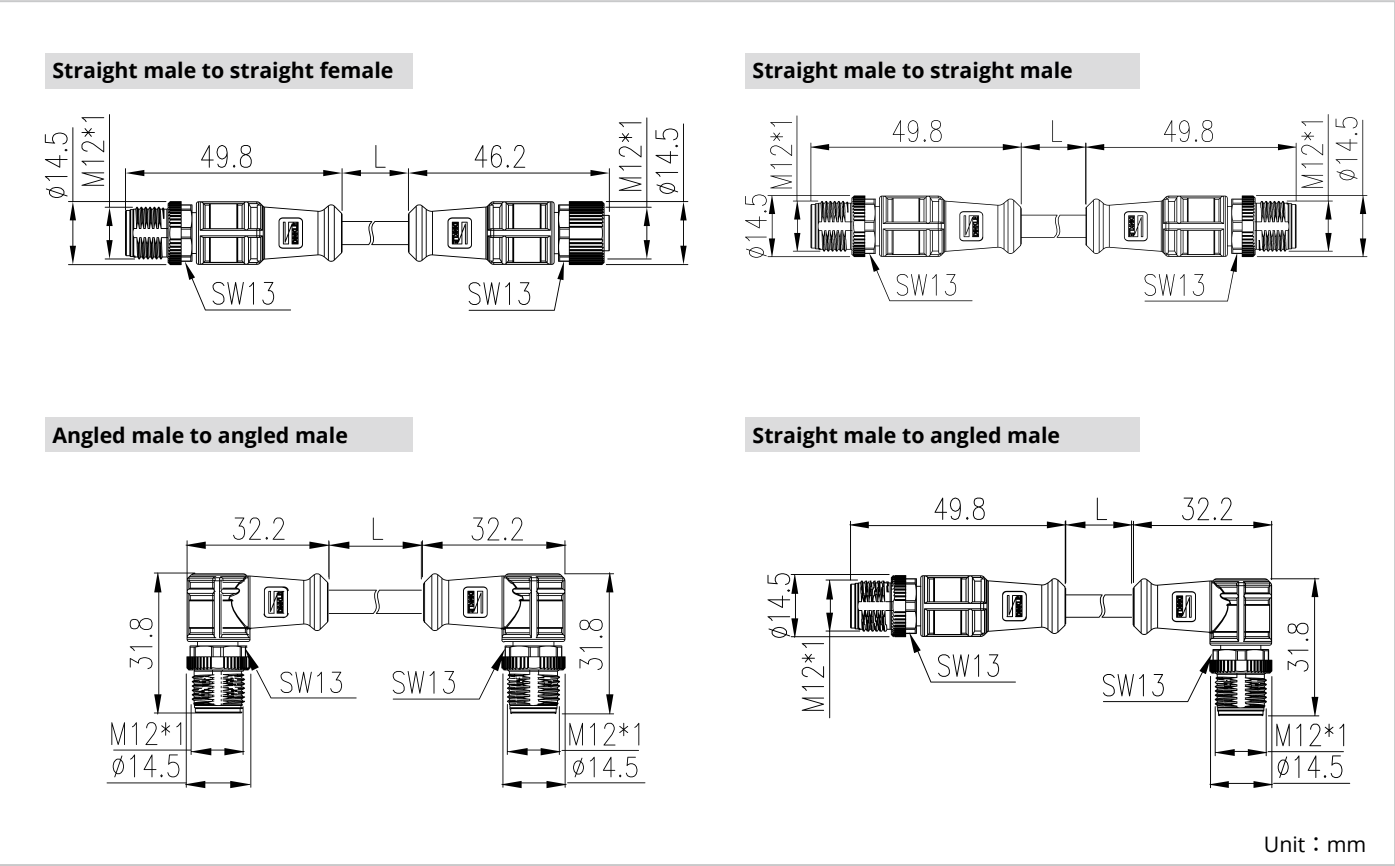 Straight male to straight female
ø14.5
M12*1
49.8
L
46.2
M12*1
ø14.5
SW13
SW13
Straight male to straight male
ø14.5
M12*1
49.8
L
49.8
M12*1
ø14.5
SW13
SW13
Angled male to angled male
32.2
L
32.2
31.8
31.8
SW13
SW13
M12*1
ø14.5
M12*1
ø14.5
Straight male to angled male
49.8
L
32.2
ø14.5
M12*1
31.8
SW13
SW13
M12*1
ø14.5
Unit：mm